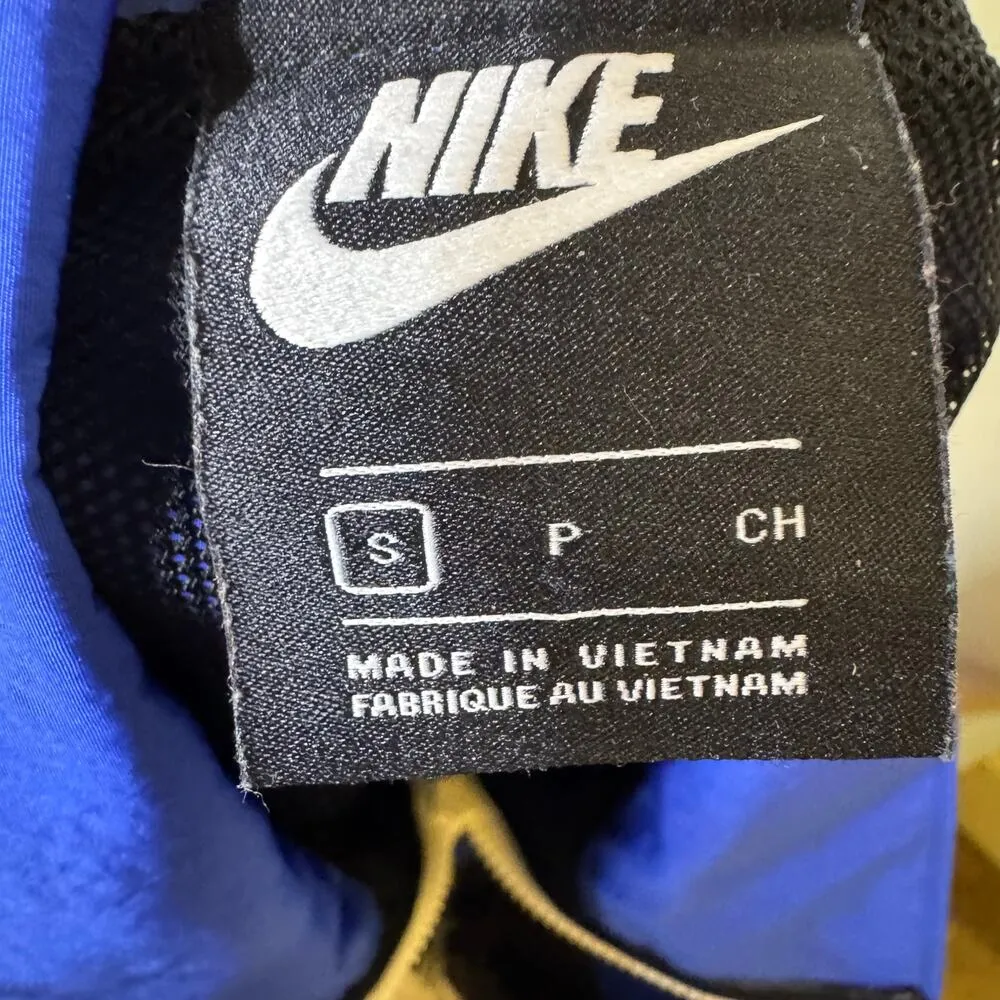 NIKE
S P CH
MADE IN VIETNAM
FABRIQUE AU VIETNAM